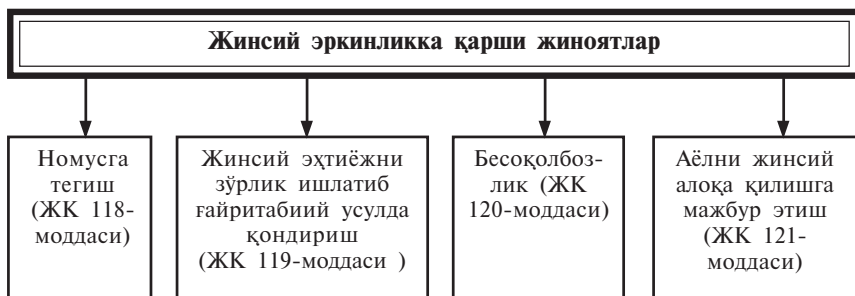 Жинсий эркинликка қарши жиноятлар
Номусга
тегиш
(ЖК 118-
моддаси)
Жинсий эҳтиёжни
зўрлик ишлатиб
ғайритабиий усулда
қондириш
(ЖК 119-моддаси )
Бесоқолбоз-
лик (ЖК
120-моддаси)
Аёлни жинсий
алоқа қилишга
мажбур этиш
(ЖК 121-
моддаси)